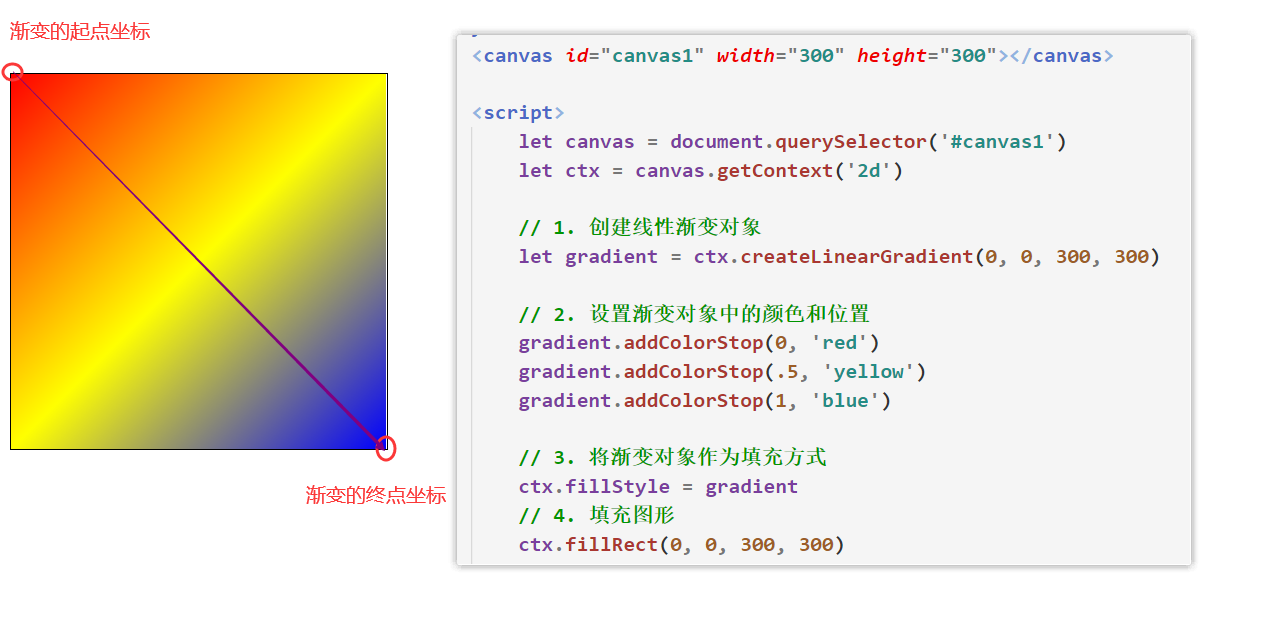 渐变的起点坐标
<canvas id="canvas1" width="300" height="300"></canvas>
<script>
let canvas = document.querySelector('#canvas1')
let ctx = canvas.getContext('2d')
// 1. 创建线性渐变对象
let gradient = ctx.createLinearGradient(0, 0, 300, 300)
// 2. 设置渐变对象中的颜色和位置
gradient.addColorStop(0, 'red')
gradient.addColorStop(.5, 'yellow')
gradient.addColorStop(1, 'blue')
// 3. 将渐变对象作为填充方式
ctx.fillStyle = gradient
// 4. 填充图形
ctx.fillRect(0, 0, 300, 300)
渐变的终点坐标